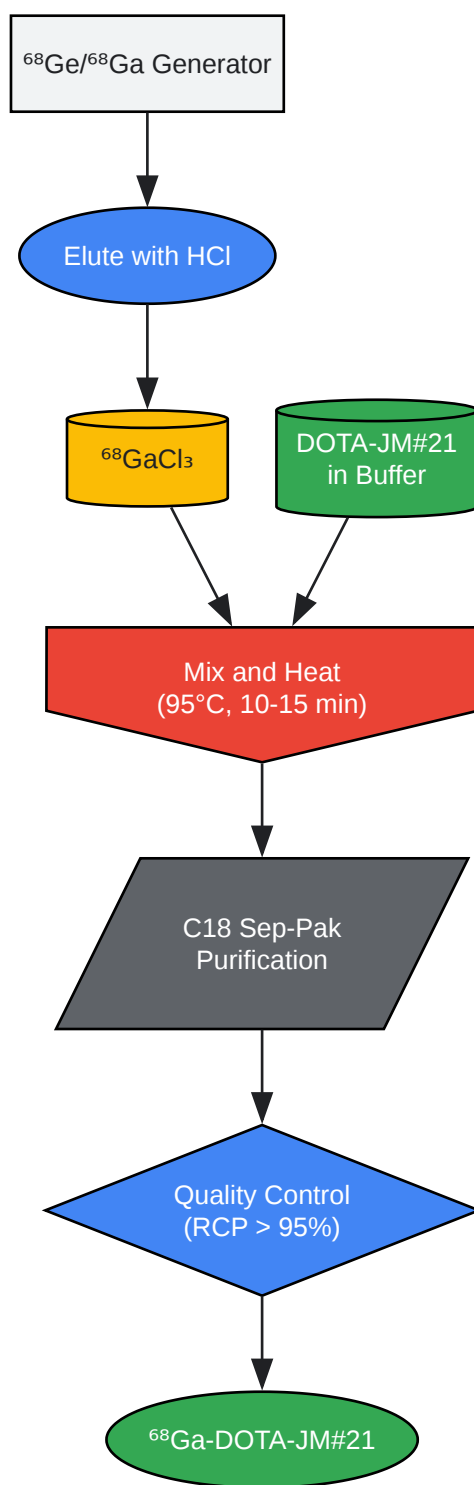 ⁶⁸Ge/⁶⁸Ga Generator
Elute with HCl
⁶⁸GaCl₃
DOTA-JM#21
in Buffer
Mix and Heat
(95°C, 10-15 min)
C18 Sep-Pak
Purification
Quality Control
(RCP > 95%)
⁶⁸Ga-DOTA-JM#21